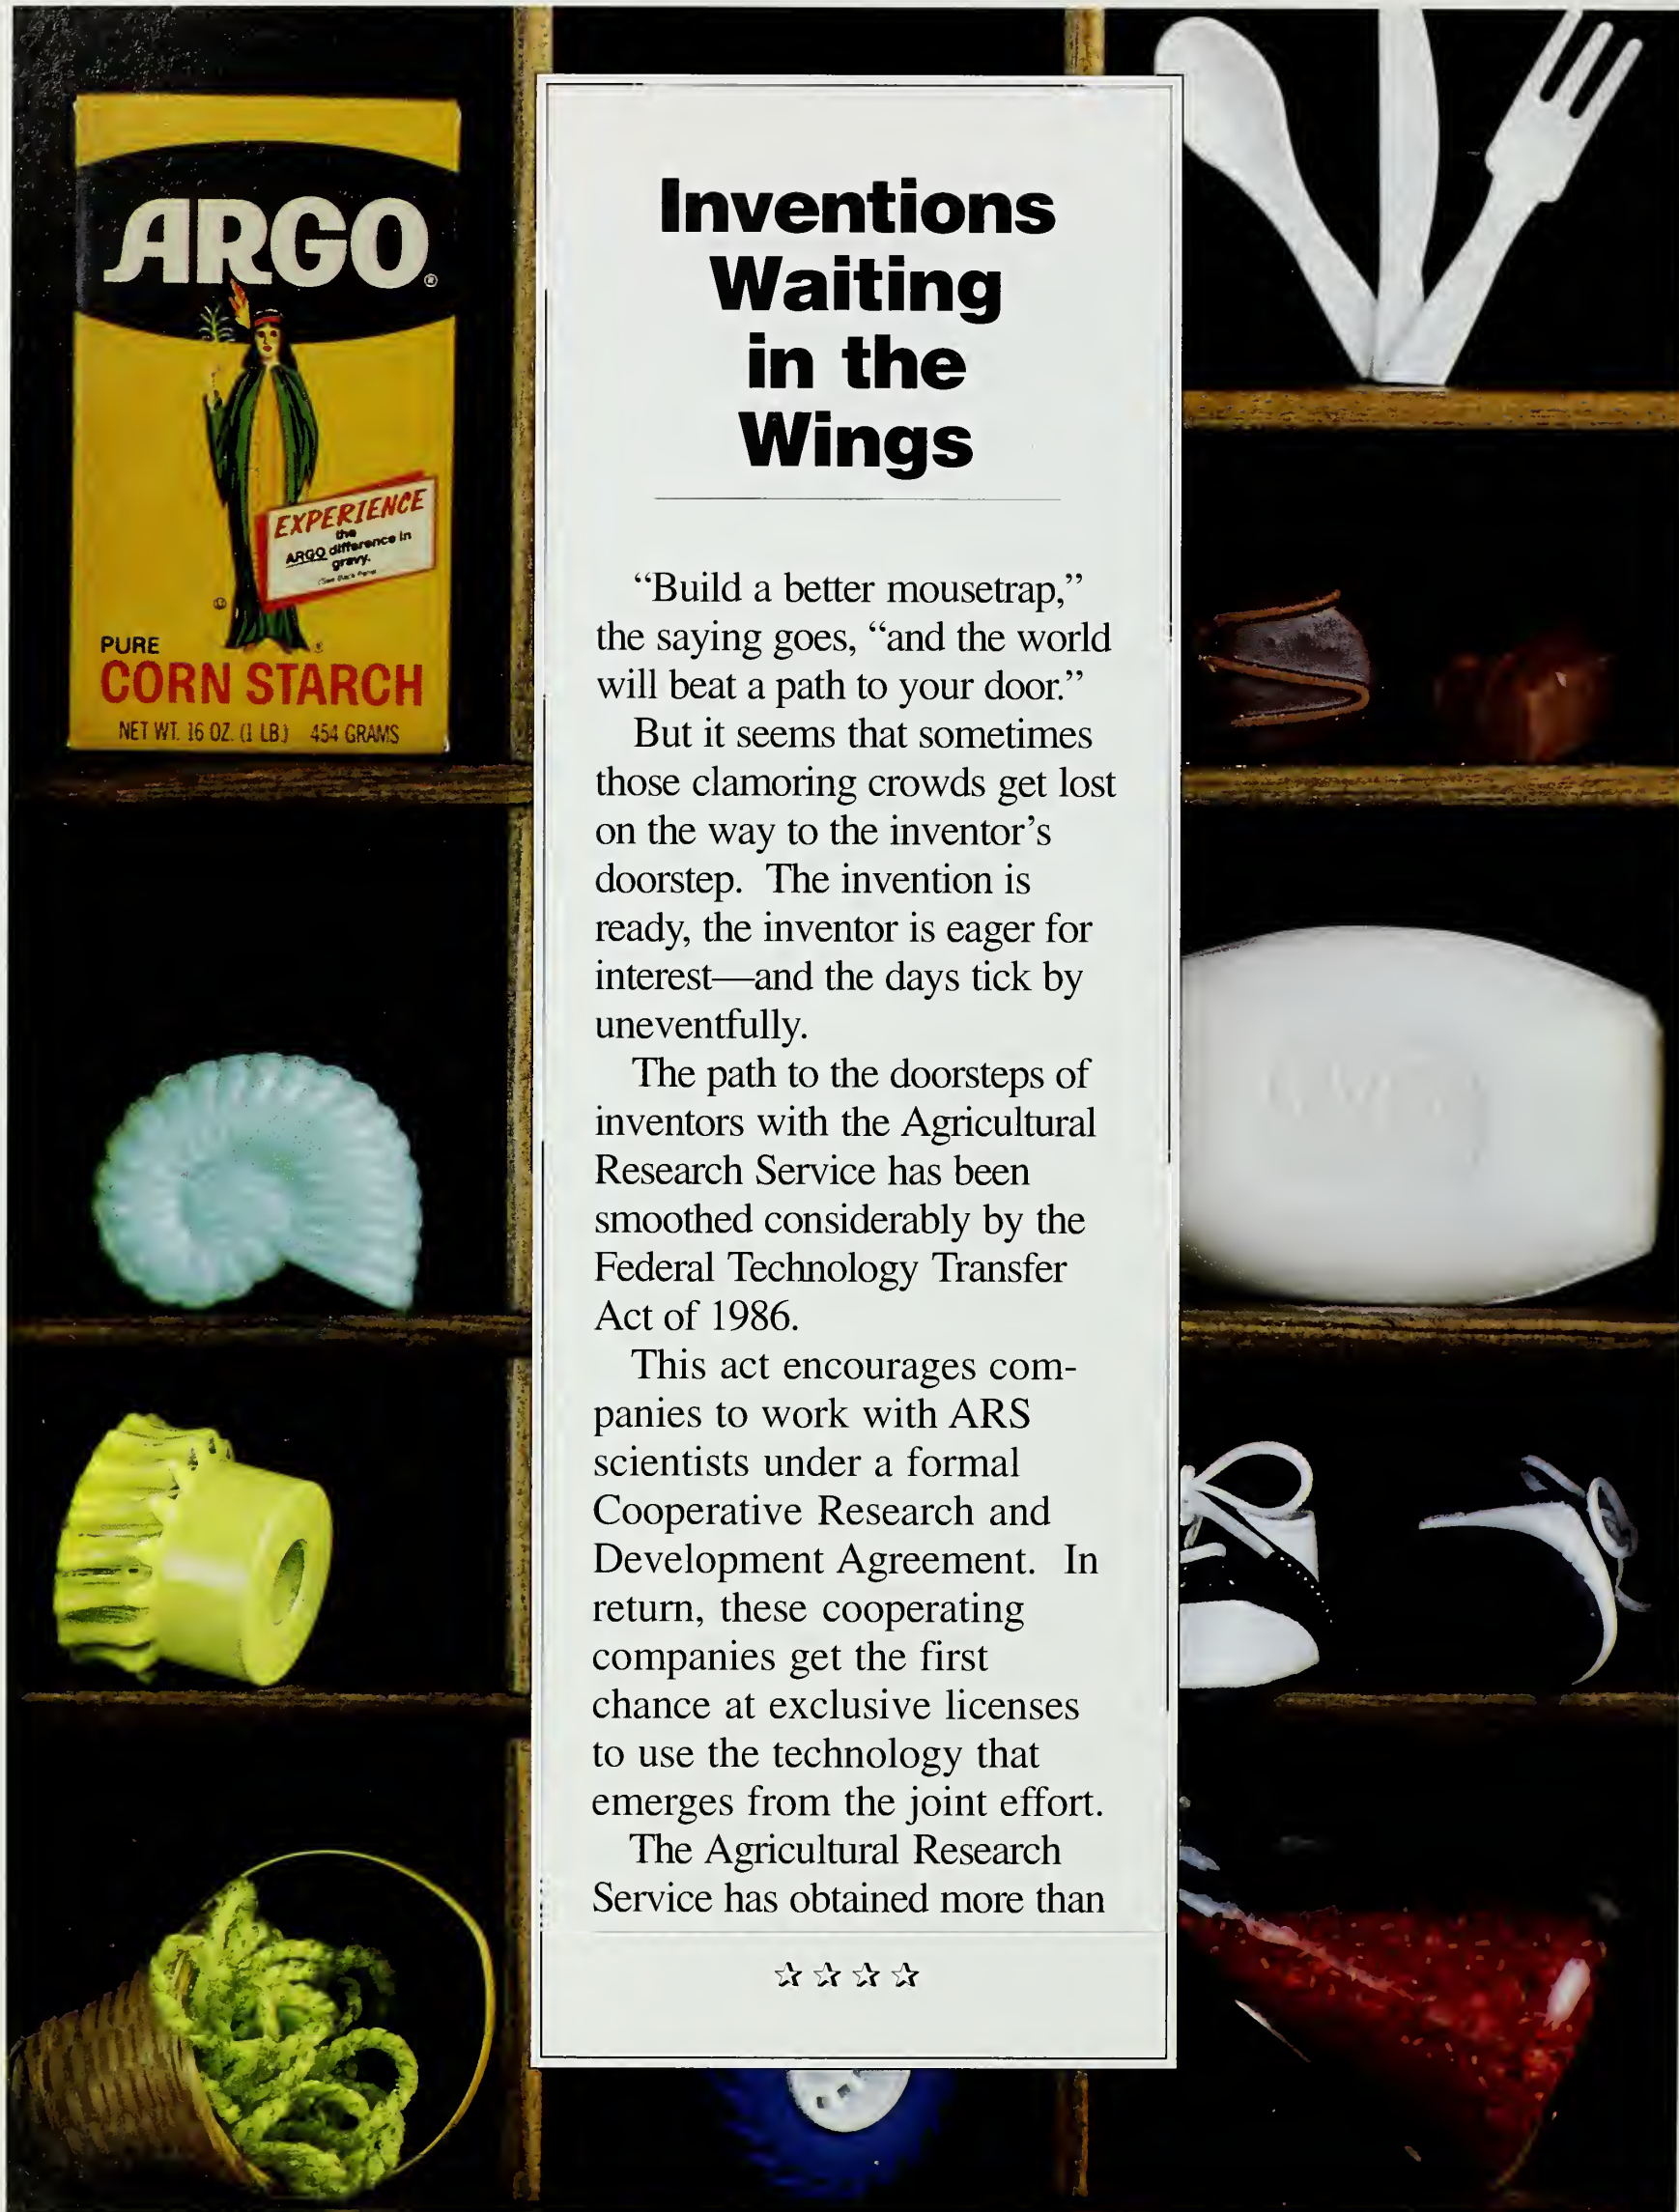 ARGO®
EXPERIENCE
the
ARGO difference in
gravy.
(See Back Panel)
PURE
CORN STARCH
NET WT. 16 OZ. (1 LB.) 454 GRAMS
Inventions
Waiting
in the
Wings
“Build a better mousetrap,”
the saying goes, “and the world
will beat a path to your door.”
But it seems that sometimes
those clamoring crowds get lost
on the way to the inventor’s
doorstep. The invention is
ready, the inventor is eager for
interest—and the days tick by
uneventfully.
The path to the doorsteps of
inventors with the Agricultural
Research Service has been
smoothed considerably by the
Federal Technology Transfer
Act of 1986.
This act encourages com-
panies to work with ARS
scientists under a formal
Cooperative Research and
Development Agreement. In
return, these cooperating
companies get the first
chance at exclusive licenses
to use the technology that
emerges from the joint effort.
The Agricultural Research
Service has obtained more than